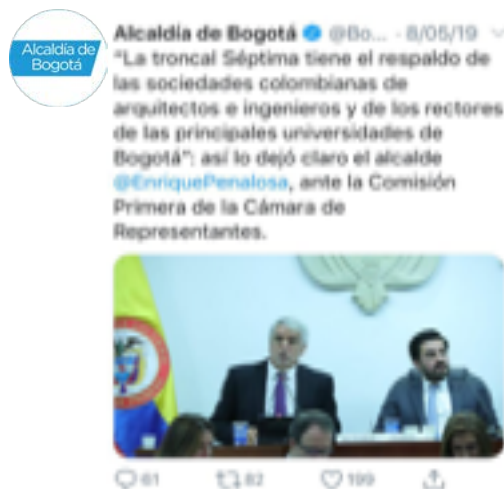 Alcaldía de
Bogotá
Alcaldía de Bogotá @Bo... · 8/05/19
"La troncal Séptima tiene el respaldo de
las sociedades colombianas de
arquitectos e ingenieros y de los rectores
de las principales universidades de
Bogotá": así lo dejó claro el alcalde
@EnriquePenalosa, ante la Comisión
Primera de la Cámara de
Representantes.
61 82 199